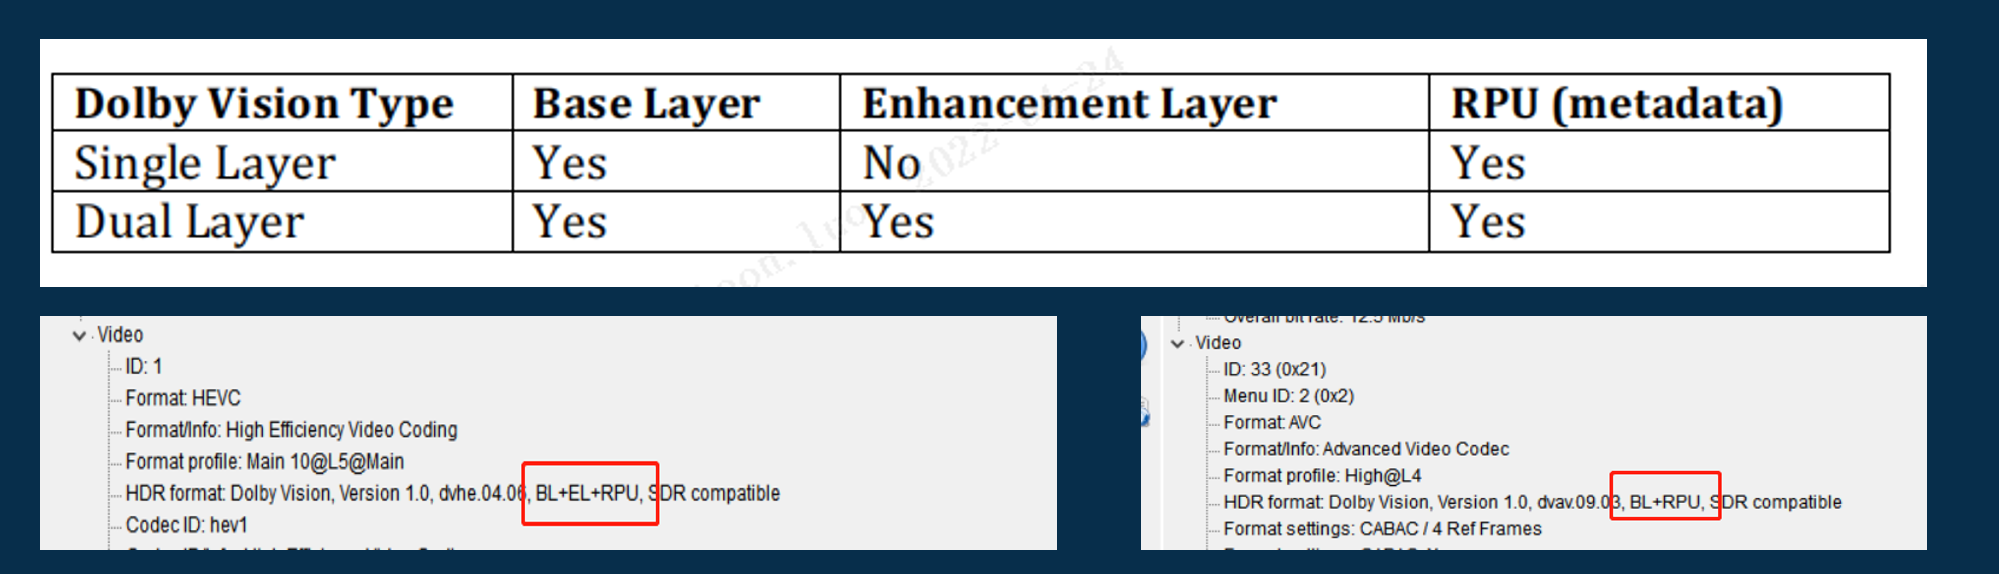 Dolby Vision Type Base Layer Enhancement Layer RPU (metadata)
Single Layer Yes No Yes
Dual Layer Yes Yes Yes
Video
ID: 1
Format: HEVC
Format/Info: High Efficiency Video Coding
Format profile: Main 10@L5@Main
HDR format: Dolby Vision, Version 1.0, dvhe.04.06, BL+EL+RPU, SDR compatible
Codec ID: hev1
Overall bit rate: 12.5 Mb/s
Video
ID: 33 (0x21)
Menu ID: 2 (0x2)
Format: AVC
Format/Info: Advanced Video Codec
Format profile: High@L4
HDR format: Dolby Vision, Version 1.0, dvav.09.03, BL+RPU, SDR compatible
Format settings: CABAC / 4 Ref Frames